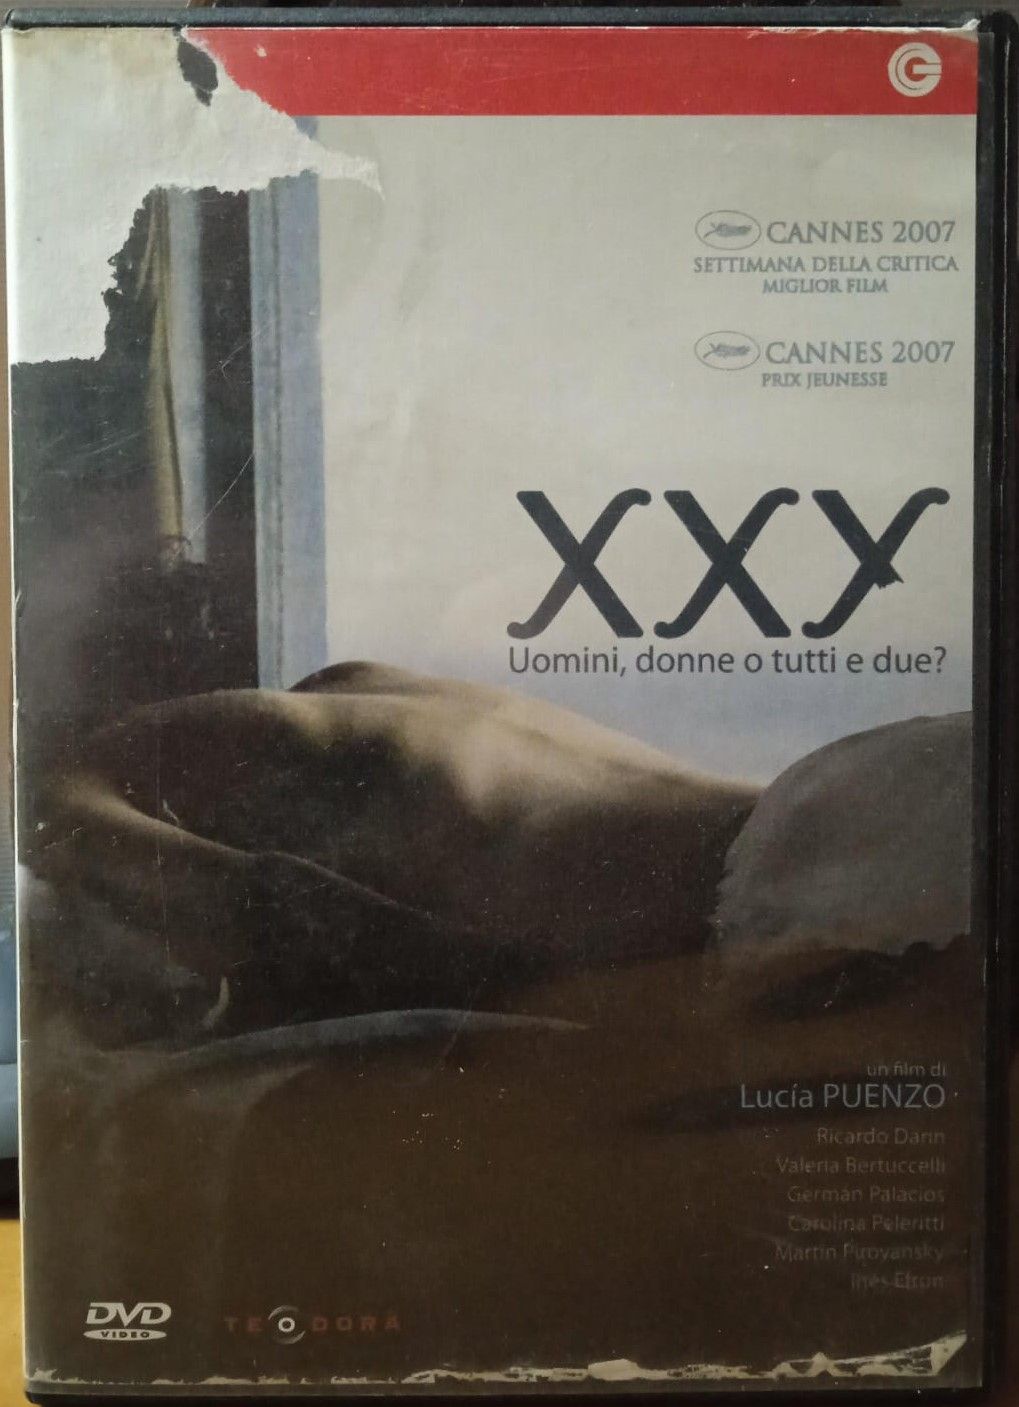 CANNES 2007
SETTIMANA DELLA CRITICA
MIGLIOR FILM
CANNES 2007
PRIX JEUNESSE
XXY
Uomini, donne o tutti e due?
un film di
Lucía PUENZO
Ricardo Darin
Valeria Bertuccelli
Germán Palacios
Carolina Peleritti
Martín Piroyansky
Inés Efron
DVD
VIDEO
TEODORA